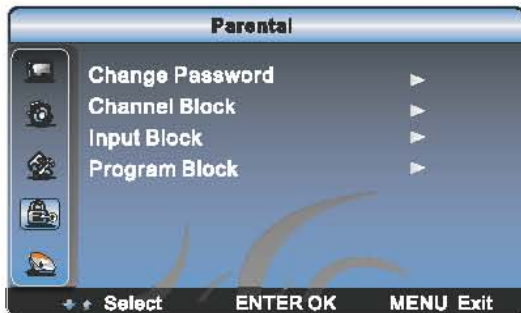 Parental
Change Password
Channel Block
Input Block
Program Block
Select ENTER OK MENU Exit